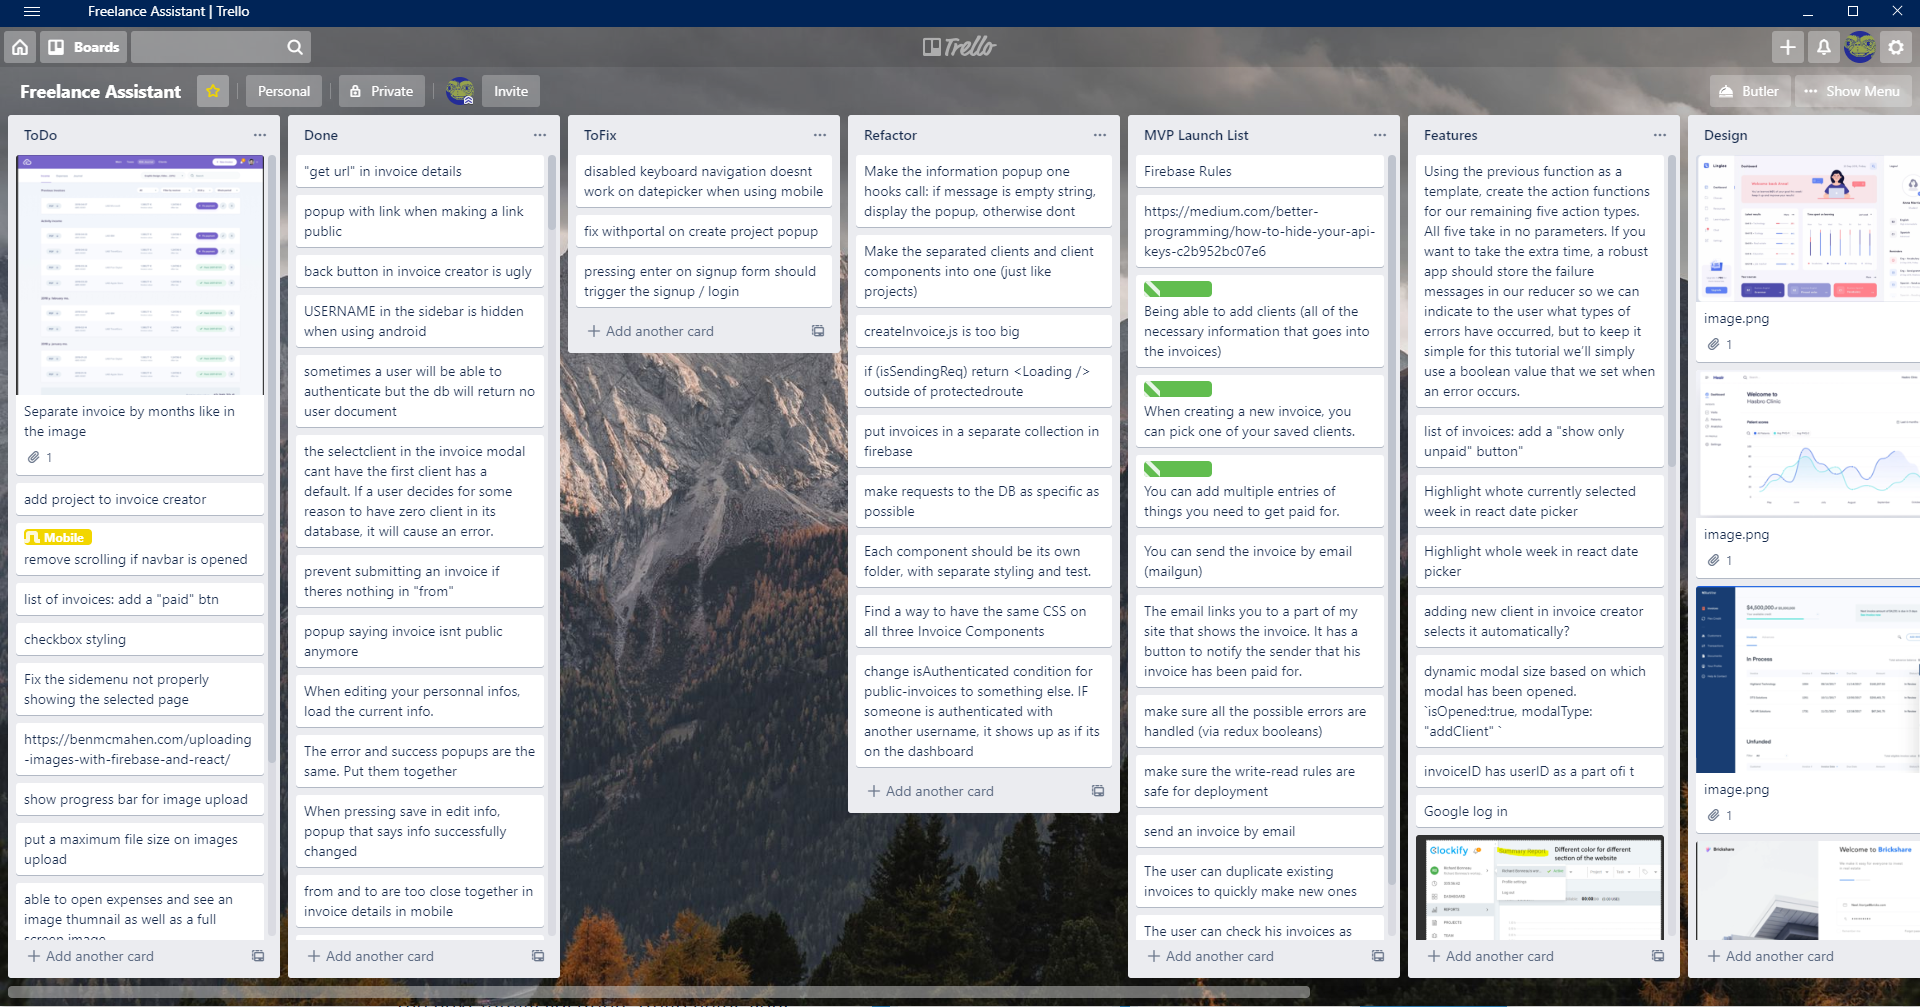 Freelance Assistant | Trello
Boards
Trello
Freelance Assistant
Personal
Private
Invite
Butler
Show Menu
ToDo
Separate invoice by months like in
the image
1
add project to invoice creator
Mobile
remove scrolling if navbar is opened
list of invoices: add a "paid" btn
checkbox styling
Fix the sidemenu not properly
showing the selected page
https://benmcmahen.com/uploading
-images-with-firebase-and-react/
show progress bar for image upload
put a maximum file size on images
upload
able to open expenses and see an
image thumnail as well as a full
screen image
Add another card
Done
"get url" in invoice details
popup with link when making a link
public
back button in invoice creator is ugly
USERNAME in the sidebar is hidden
when using android
sometimes a user will be able to
authenticate but the db will return no
user document
the selectclient in the invoice modal
cant have the first client has a
default. If a user decides for some
reason to have zero client in its
database, it will cause an error.
prevent submitting an invoice if
theres nothing in "from"
popup saying invoice isnt public
anymore
When editing your personnal infos,
load the current info.
The error and success popups are the
same. Put them together
When pressing save in edit info,
popup that says info successfully
changed
from and to are too close together in
invoice details in mobile
Add another card
ToFix
disabled keyboard navigation doesnt
work on datepicker when using mobile
fix withportal on create project popup
pressing enter on signup form should
trigger the signup / login
Add another card
Refactor
Make the information popup one
hooks call: if message is empty string,
display the popup, otherwise dont
Make the separated clients and client
components into one (just like
projects)
createInvoice.js is too big
if (isSendingReq) return <Loading />
outside of protectedroute
put invoices in a separate collection in
firebase
make requests to the DB as specific as
possible
Each component should be its own
folder, with separate styling and test.
Find a way to have the same CSS on
all three Invoice Components
change isAuthenticated condition for
public-invoices to something else. IF
someone is authenticated with
another username, it shows up as if its
on the dashboard
Add another card
MVP Launch List
Firebase Rules
https://medium.com/better-
programming/how-to-hide-your-api-
keys-c2b952bc07e6
Being able to add clients (all of the
necessary information that goes into
the invoices)
When creating a new invoice, you
can pick one of your saved clients.
You can add multiple entries of
things you need to get paid for.
You can send the invoice by email
(mailgun)
The email links you to a part of my
site that shows the invoice. It has a
button to notify the sender that his
invoice has been paid for.
make sure all the possible errors are
handled (via redux booleans)
make sure the write-read rules are
safe for deployment
send an invoice by email
The user can duplicate existing
invoices to quickly make new ones
The user can check his invoices as
Add another card
Features
Using the previous function as a
template, create the action functions
for our remaining five action types.
All five take in no parameters. If you
want to take the extra time, a robust
app should store the failure
messages in our reducer so we can
indicate to the user what types of
errors have occurred, but to keep it
simple for this tutorial we'll simply
use a boolean value that we set when
an error occurs.
list of invoices: add a "show only
unpaid" button"
Highlight whote currently selected
week in react date picker
Highlight whole week in react date
picker
adding new client in invoice creator
selects it automatically?
dynamic modal size based on which
modal has been opened.
`isOpened:true, modalType:
"addClient" `
invoiceID has userID as a part ofi t
Google log in
Clockify
Summary Report
Different color for different
section of the website
DASHBOARD
REPORTS
PROJECTS
TEAM
Add another card
Design
Dashboard
image.png
1
Welcome to
Hasbro Clinic
image.png
1
$4,500,000
In Process
Unfunded
image.png
1
Brickshare
Welcome to Brickshare
Add another card